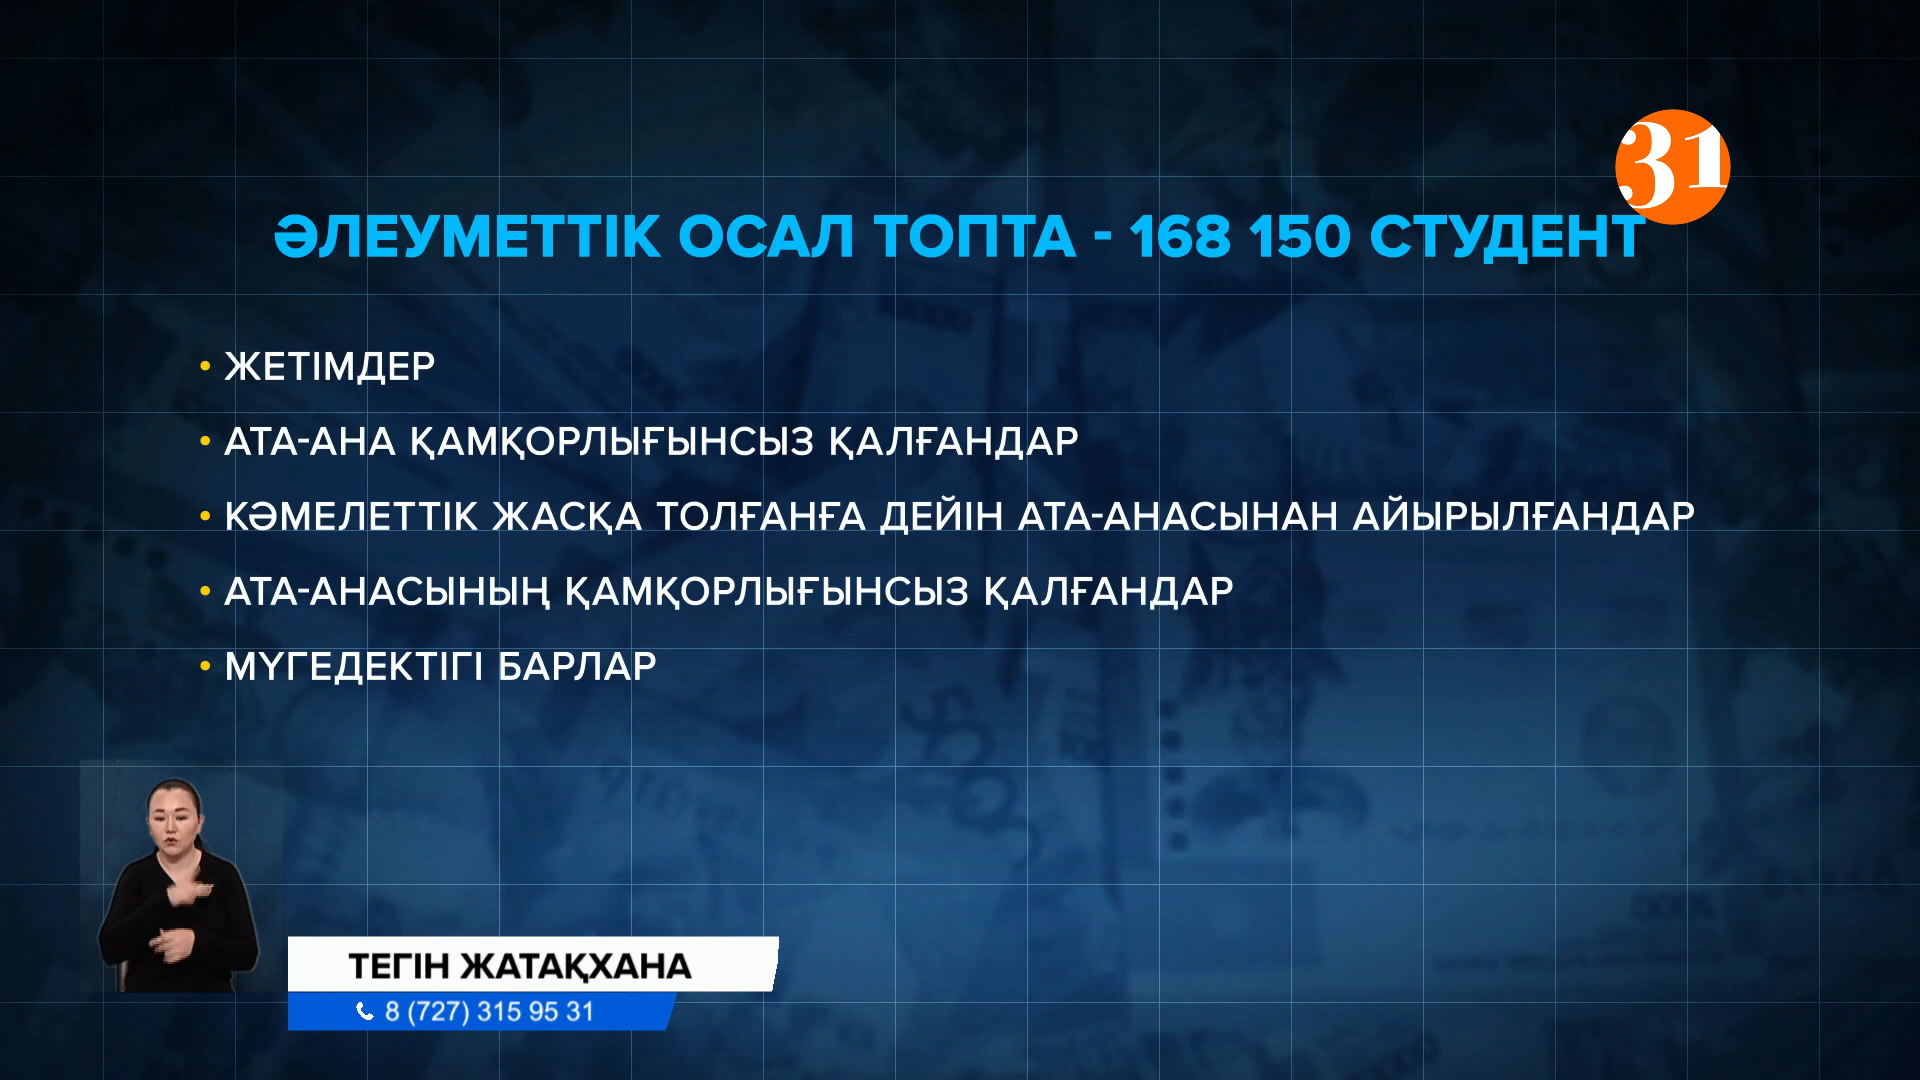 31
ӘЛЕУМЕТТІК ОСАЛ ТОПТА - 168 150 СТУДЕНТ
• ЖЕТІМДЕР
• АТА-АНА ҚАМҚОРЛЫҒЫНСЫЗ ҚАЛҒАНДАР
• КӘМЕЛЕТТІК ЖАСҚА ТОЛҒАНҒА ДЕЙІН АТА-АНАСЫНАН АЙЫРЫЛҒАНДАР
• АТА-АНАСЫНЫҢ ҚАМҚОРЛЫҒЫНСЫЗ ҚАЛҒАНДАР
• МҮГЕДЕКТІГІ БАРЛАР
ТЕГІН ЖАТАҚХАНА
8 (727) 315 95 31